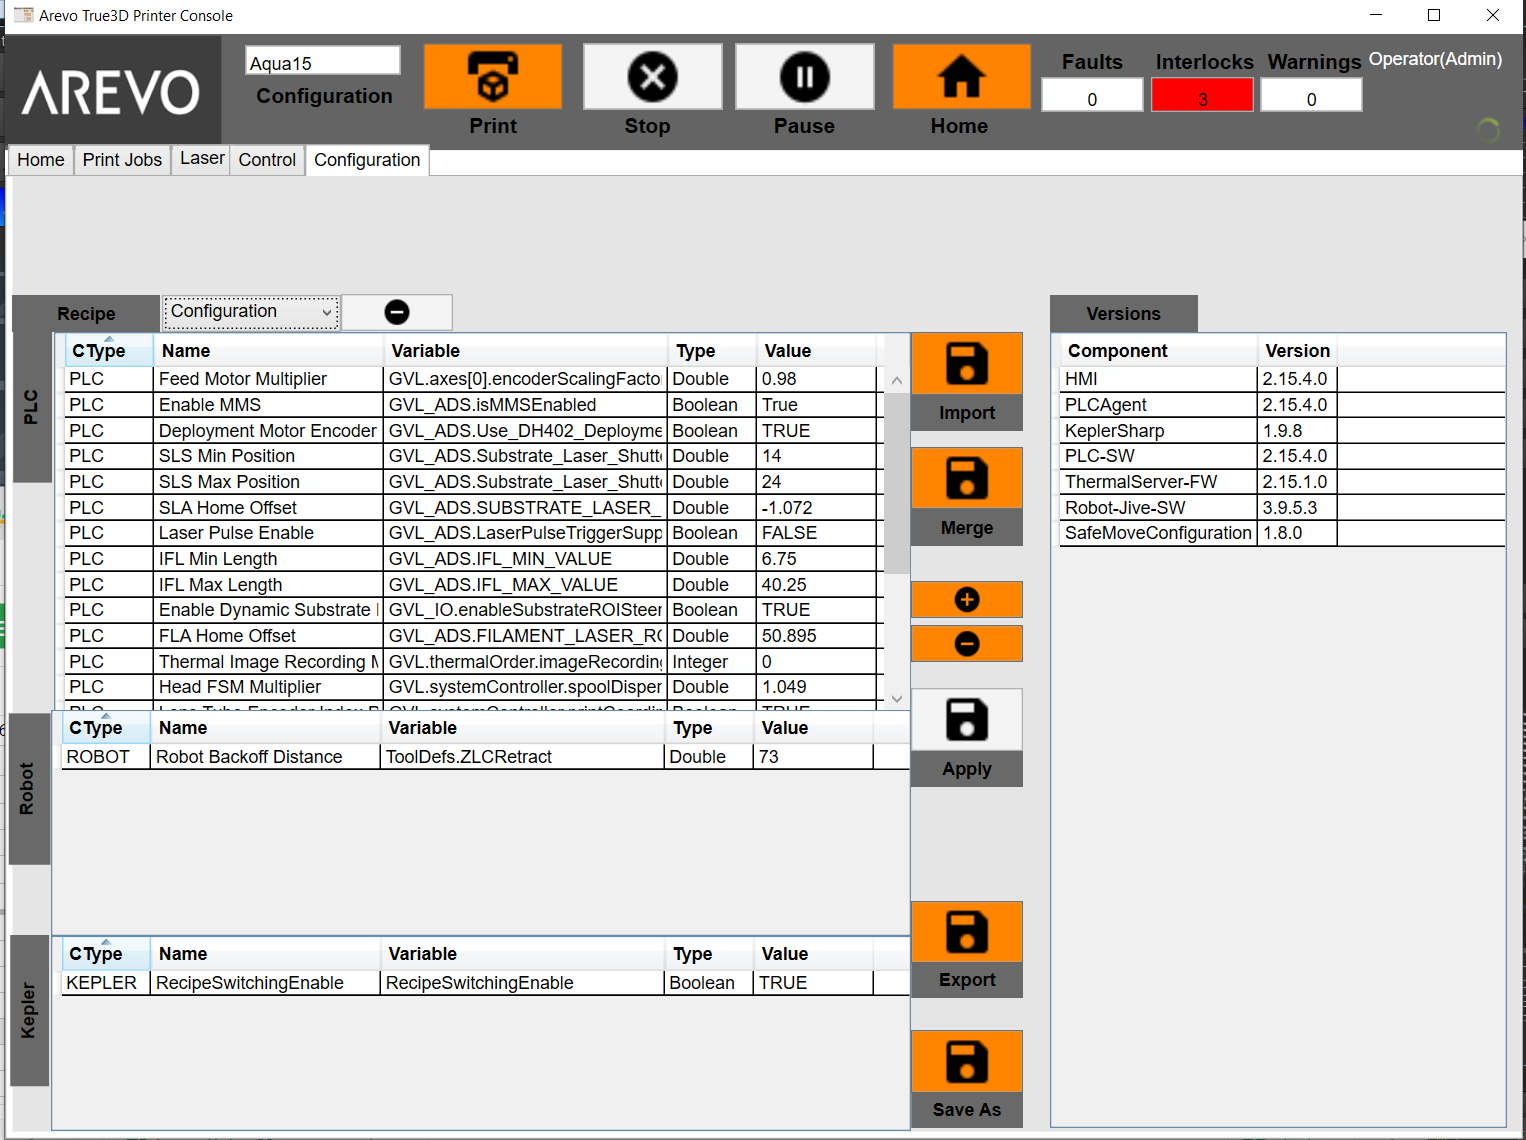 Arevo True3D Printer Console
AREVO
Aqua15
Configuration
Print
Stop
Pause
Home
Faults
0
Interlocks
3
Warnings
0
Operator(Admin)
Home Print Jobs Laser Control Configuration
Recipe
Configuration
PLC
CType Name Variable Type Value
PLC Feed Motor Multiplier GVL.axes[0].encoderScalingFacto Double 0.98
PLC Enable MMS GVL_ADS.isMMSEnabled Boolean True
PLC Deployment Motor Encoder GVL_ADS.Use_DH402_Deployme Boolean TRUE
PLC SLS Min Position GVL_ADS.Substrate_Laser_Shutt Double 14
PLC SLS Max Position GVL_ADS.Substrate_Laser_Shutt Double 24
PLC SLA Home Offset GVL_ADS.SUBSTRATE_LASER_ Double -1.072
PLC Laser Pulse Enable GVL_ADS.LaserPulseTriggerSupp Boolean FALSE
PLC IFL Min Length GVL_ADS.IFL_MIN_VALUE Double 6.75
PLC IFL Max Length GVL_ADS.IFL_MAX_VALUE Double 40.25
PLC Enable Dynamic Substrate GVL_IO.enableSubstrateROISteer Boolean TRUE
PLC FLA Home Offset GVL_ADS.FILAMENT_LASER_RO Double 50.895
PLC Thermal Image Recording M GVL.thermalOrder.imageRecording Integer 0
PLC Head FSM Multiplier GVL.systemController.spoolDisper Double 1.049
Robot
CType Name Variable Type Value
ROBOT Robot Backoff Distance ToolDefs.ZLCRetract Double 73
Kepler
CType Name Variable Type Value
KEPLER RecipeSwitchingEnable RecipeSwitchingEnable Boolean TRUE
Import
Merge
Apply
Export
Save As
Versions
Component Version
HMI 2.15.4.0
PLCAgent 2.15.4.0
KeplerSharp 1.9.8
PLC-SW 2.15.4.0
ThermalServer-FW 2.15.1.0
Robot-Jive-SW 3.9.5.3
SafeMoveConfiguration 1.8.0